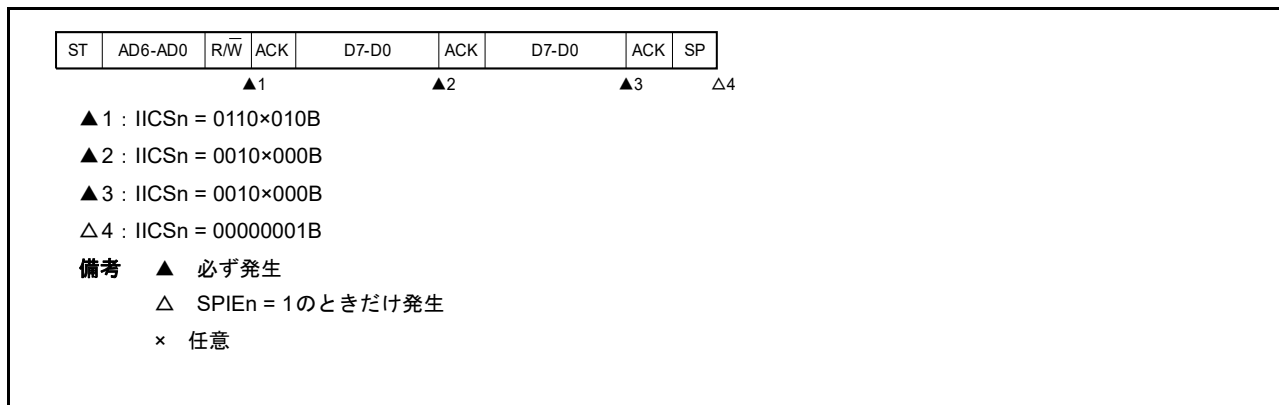 ST AD6-AD0 R/W̅ ACK D7-D0 ACK D7-D0 ACK SP
▲1 ▲2 ▲3 △4
▲1：IICSn = 0110×010B
▲2：IICSn = 0010×000B
▲3：IICSn = 0010×000B
△4：IICSn = 00000001B
備考 ▲ 必ず発生
△ SPIEn = 1のときだけ発生
× 任意